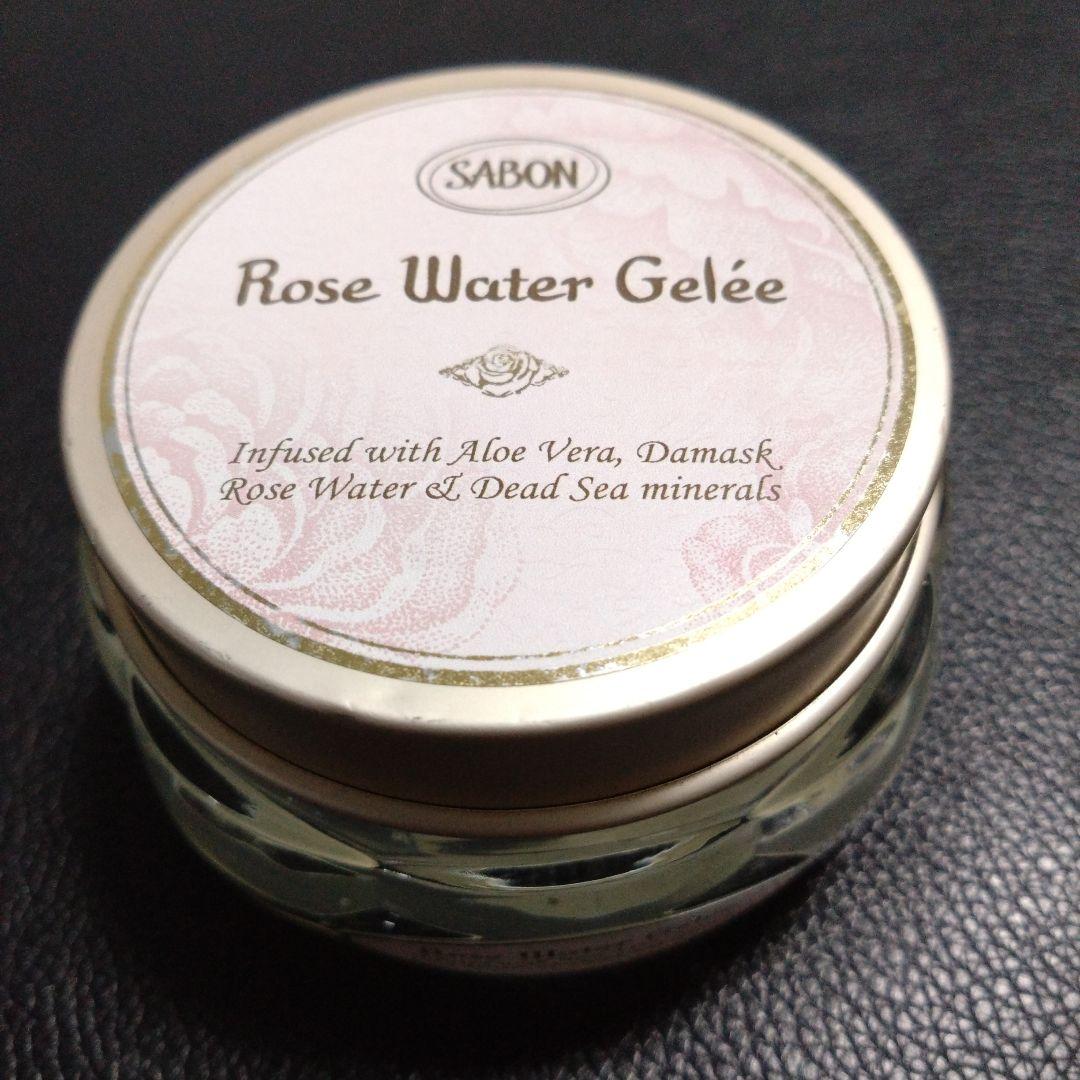 SABON
Rose Water Gelée
Infused with Aloe Vera, Damask
Rose Water & Dead Sea minerals